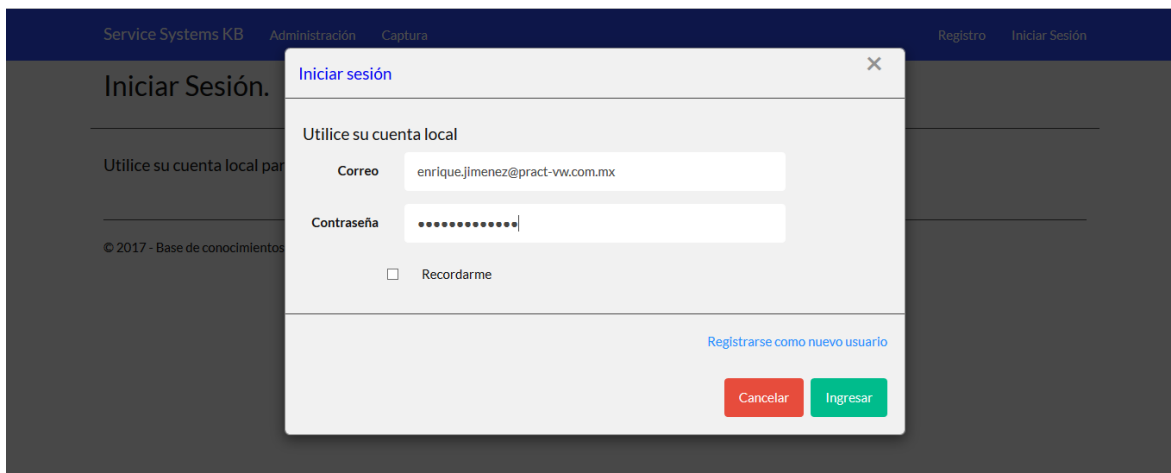 Service Systems KB Administración Captura Registro Iniciar Sesión
Iniciar Sesión.
Utilice su cuenta local par
© 2017 - Base de conocimientos
Iniciar sesión ×
Utilice su cuenta local
Correo enrique.jimenez@pract-vw.com.mx
Contraseña •••••••••••••
Recordarme
Registrarse como nuevo usuario
Cancelar Ingresar